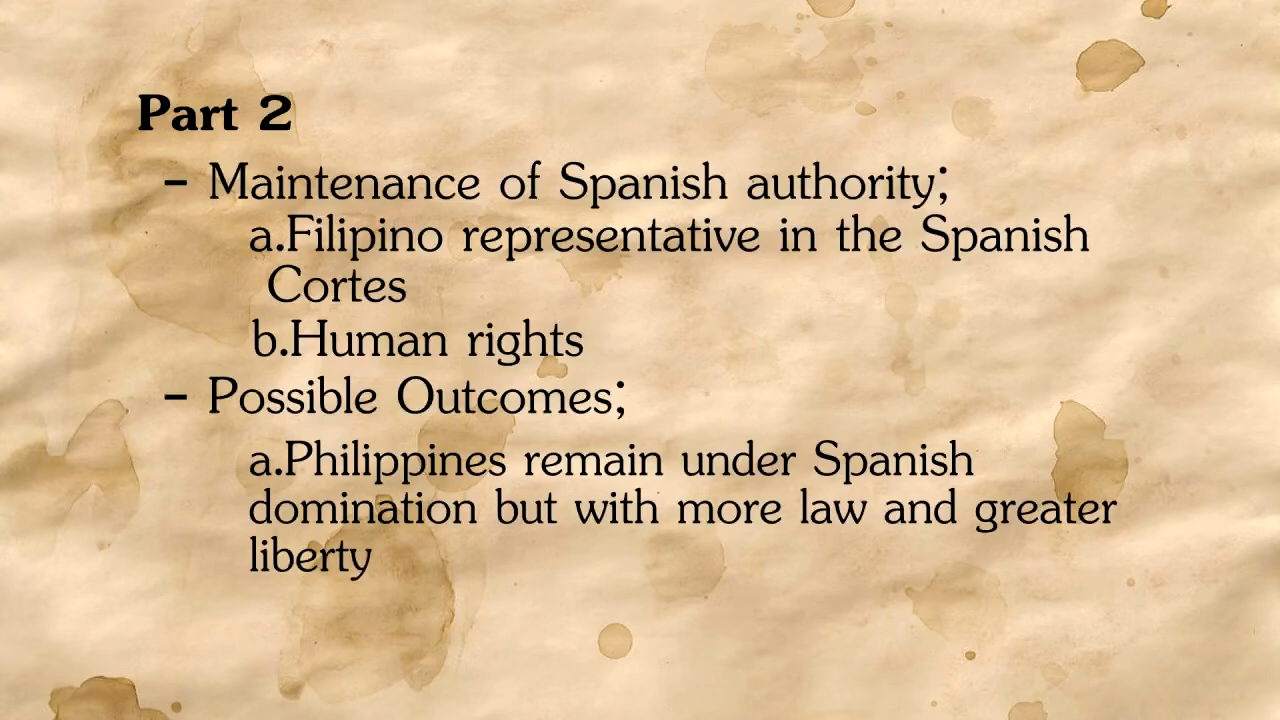 Part 2
– Maintenance of Spanish authority;
a.Filipino representative in the Spanish
Cortes
b.Human rights
– Possible Outcomes;
a.Philippines remain under Spanish
domination but with more law and greater
liberty